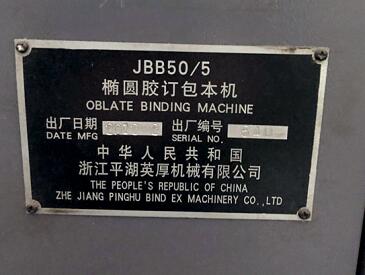 JBB50/5
椭圆胶订包本机
OBLATE BINDING MACHINE
出厂日期 出厂编号
DATE MFG SERIAL NO.
中华人民共和国
浙江平湖英厚机械有限公司
THE PEOPLE'S REPUBLIC OF CHINA
ZHE JIANG PINGHU BIND EX MACHINERY CO.,LTD